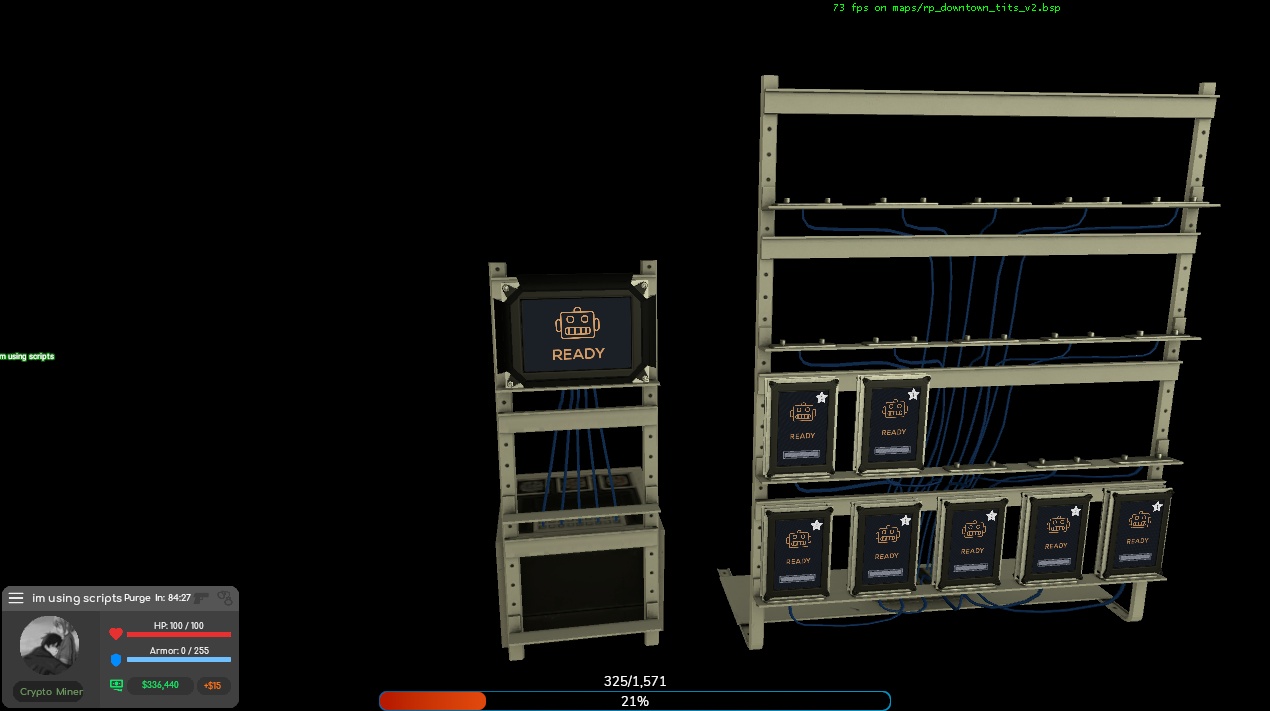 73 fps on maps/rp_downtown_tits_v2.bsp
READY
READY
READY
READY
READY
READY
READY
READY
m using scripts
im using scripts Purge In: 84:27
HP: 100 / 100
Armor: 0 / 255
$336,440 +$15
Crypto Miner
325/1,571
21%